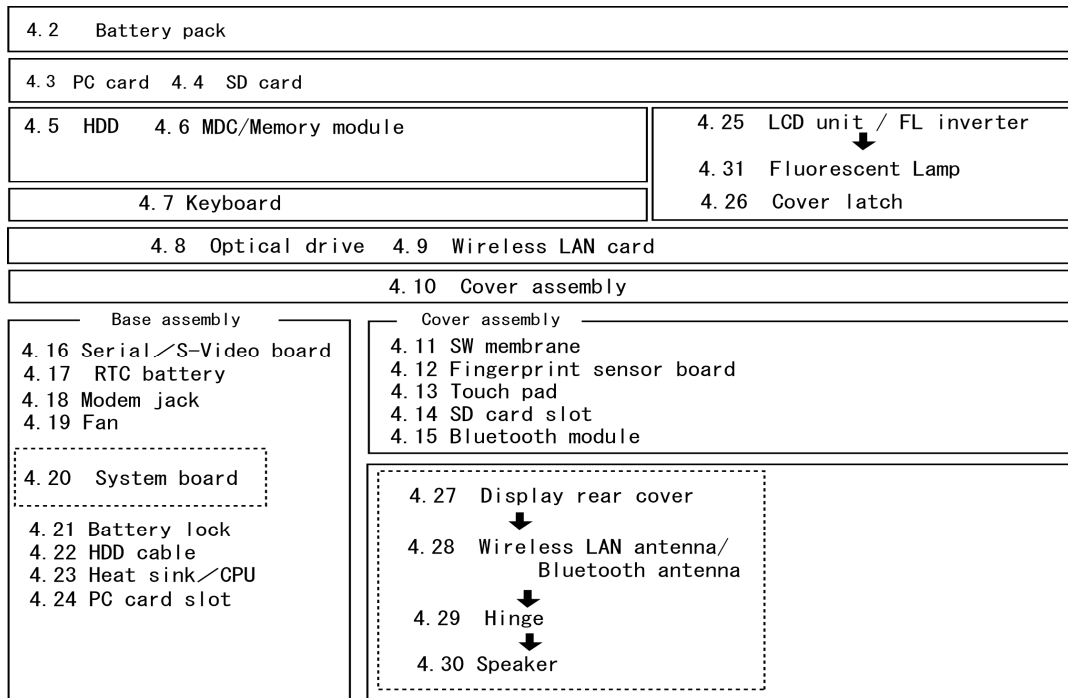 4.2 Battery pack
4.3 PC card 4.4 SD card
4.5 HDD 4.6 MDC/Memory module
4.7 Keyboard
4.25 LCD unit / FL inverter
4.31 Fluorescent Lamp
4.26 Cover latch
4.8 Optical drive 4.9 Wireless LAN card
4.10 Cover assembly
Base assembly
4.16 Serial／S-Video board
4.17 RTC battery
4.18 Modem jack
4.19 Fan
4.20 System board
4.21 Battery lock
4.22 HDD cable
4.23 Heat sink／CPU
4.24 PC card slot
Cover assembly
4.11 SW membrane
4.12 Fingerprint sensor board
4.13 Touch pad
4.14 SD card slot
4.15 Bluetooth module
4.27 Display rear cover
4.28 Wireless LAN antenna/
Bluetooth antenna
4.29 Hinge
4.30 Speaker